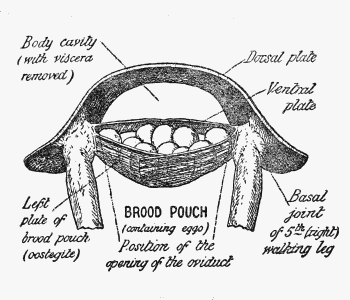 Body cavity
(with viscera
removed)
Dorsal plate
Ventral
plate
Left
plate of
brood pouch
(oostegite)
BROOD POUCH
(containing eggs)
Position of the
opening of the oviduct
Basal
joint
of 5th (right)
walking leg